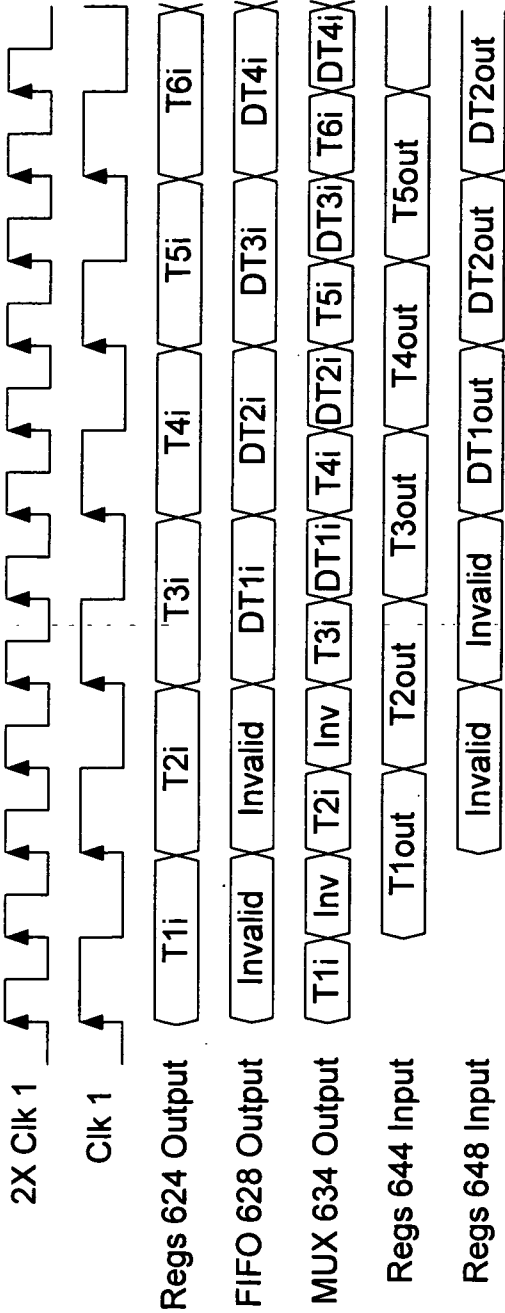 2X Clk 1
Clk 1
Regs 624 Output T1i T2i T3i T4i T5i T6i
FIFO 628 Output Invalid Invalid DT1i DT2i DT3i DT4i
MUX 634 Output T1i Inv T2i Inv T3i DT1i T4i DT2i T5i DT3i T6i DT4i
Regs 644 Input T1out T2out T3out T4out T5out
Regs 648 Input Invalid Invalid DT1out DT2out DT2out